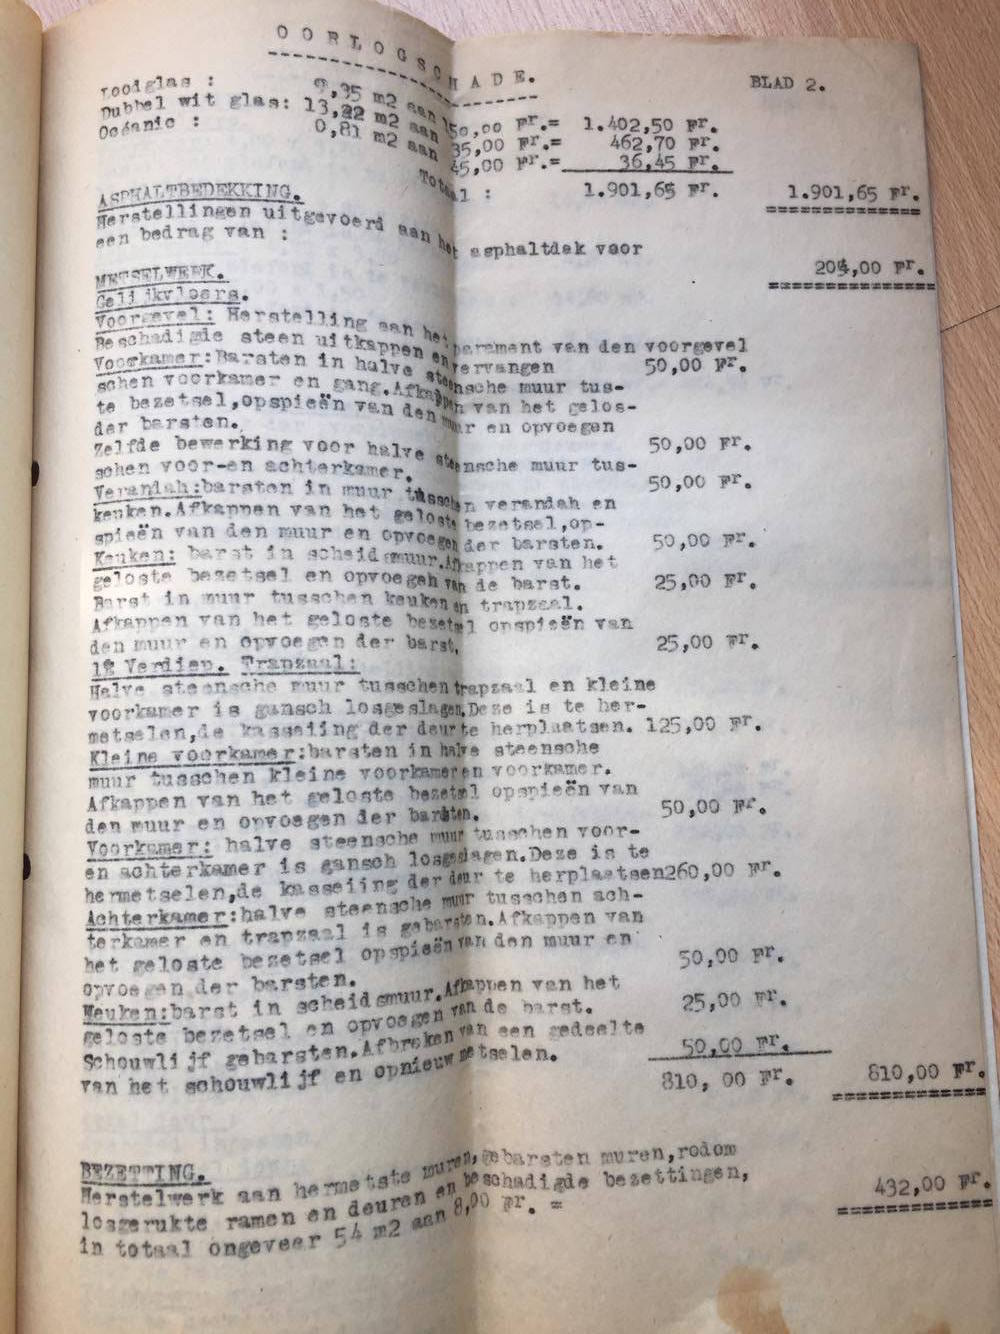 OORLOGSCHADE.
BLAD 2.
Loodglas : 9,35 m2 aan 150,00 Fr.= 1.402,50 Fr.
Dubbel wit glas: 13,22 m2 aan 35,00 Fr.= 462,70 Fr.
Océanic : 0,81 m2 aan 45,00 Fr.= 36,45 Fr.
Totaal : 1.901,65 Fr. 1.901,65 Fr.
ASPHALTBEDEKKING.
Herstellingen uitgevoerd aan het asphaltdak voor
een bedrag van : 204,00 Fr.
METSELWERK.
Gelijkvloers.
Voorgevel: Herstelling aan het parement van den voorgevel
Beschadigde steen uitkappen en vervangen 50,00 Fr.
Voorkamer:Barsten in halve steensche muur tus-
schen voorkamer en gang.Afkappen van het gelos-
te bezetsel,opspieën van den muur en opvoegen
der barsten. 50,00 Fr.
Zelfde bewerking voor halve steensche muur tus-
schen voor-en achterkamer. 50,00 Fr.
Verandah:barsten in muur tusschen verandah en
keuken.Afkappen van het geloste bezetsel,op-
spieën van den muur en opvoegen der barsten. 50,00 Fr.
Keuken: barst in scheidsmuur.Afkappen van het
geloste bezetsel en opvoegen van de barst. 25,00 Fr.
Barst in muur tusschen keuken en trapzaal.
Afkappen van het geloste bezetsel opspieën van
den muur en opvoegen der barst. 25,00 Fr.
1e Verdiep. Trapzaal:
Halve steensche muur tusschen trapzaal en kleine
voorkamer is gansch losgeslagen.Deze is te her-
metselen,de kasseiing der deur te herplaatsen. 125,00 Fr.
Kleine voorkamer:barsten in halve steensche
muur tusschen kleine voorkamer en voorkamer.
Afkappen van het geloste bezetsel opspieën van
den muur en opvoegen der barsten. 50,00 Fr.
Voorkamer: halve steensche muur tusschen voor-
en achterkamer is gansch losgeslagen.Deze is te
hermetselen,de kasseiing der deur te herplaatsen260,00 Fr.
Achterkamer:halve steensche muur tusschen ach-
terkamer en trapzaal is gebarsten.Afkappen van
het geloste bezetsel opspieën van den muur en
opvoegen der barsten. 50,00 Fr.
Keuken:barst in scheidsmuur.Afkappen van het
geloste bezetsel en opvoegen van de barst. 25,00 Fr.
Schouwlijf gebarsten.Afbreken van een gedeelte
van het schouwlijf en opnieuw metselen. 50,00 Fr.
810, 00 Fr. 810,00 Fr.
BEZETTING.
Herstelwerk aan hermetste muren,gebarsten muren,rodom
losgerukte ramen en deuren en beschadigde bezettingen,
in totaal ongeveer 54 m2 aan 8,00 Fr. = 432,00 Fr.